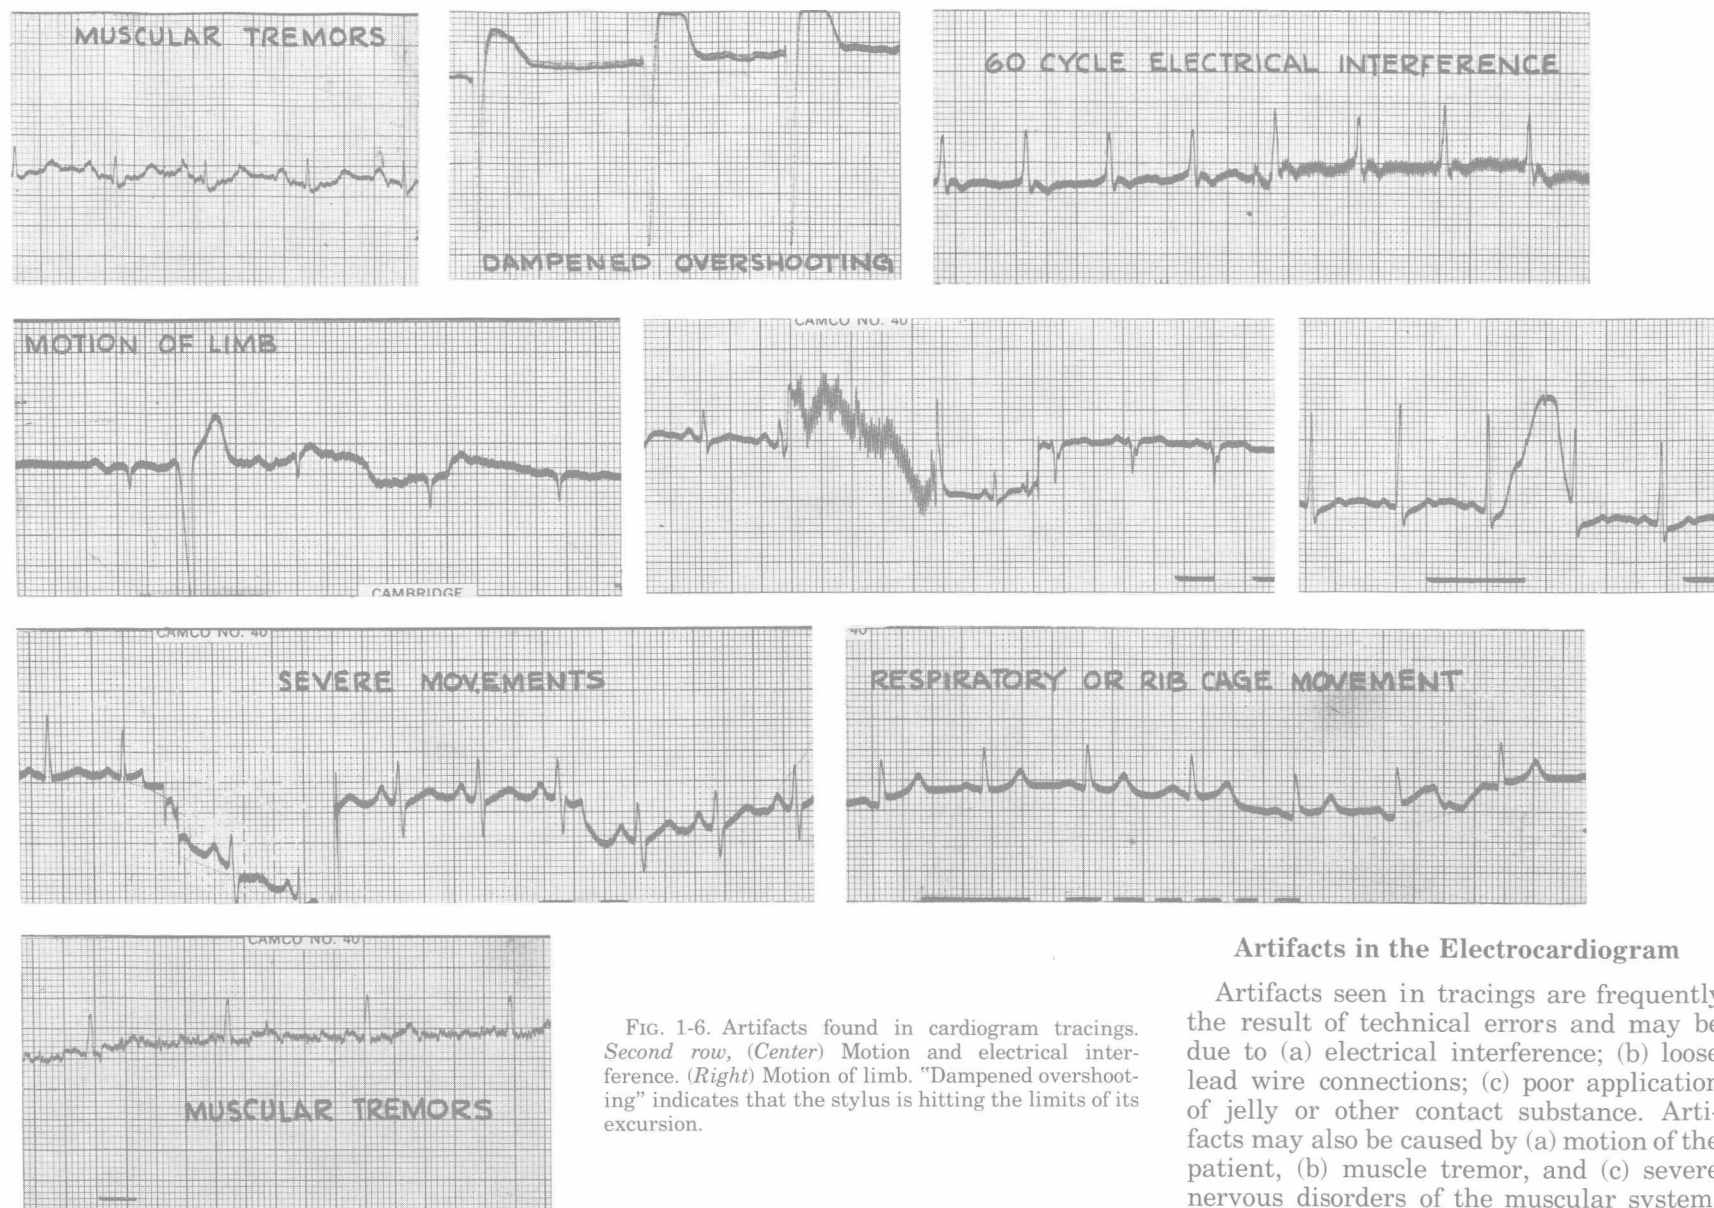 MUSCULAR TREMORS
DAMPENED OVERSHOOTING
60 CYCLE ELECTRICAL INTERFERENCE
MOTION OF LIMB
CAMBRIDGE
CAMCO NO. 40
CAMCO NO. 40
SEVERE MOVEMENTS
40
RESPIRATORY OR RIB CAGE MOVEMENT
CAMCO NO. 40
MUSCULAR TREMORS
FIG. 1-6. Artifacts found in cardiogram tracings.
Second row, (Center) Motion and electrical inter-
ference. (Right) Motion of limb. "Dampened overshoot-
ing" indicates that the stylus is hitting the limits of its
excursion.
Artifacts in the Electrocardiogram
Artifacts seen in tracings are frequently
the result of technical errors and may be
due to (a) electrical interference; (b) loose
lead wire connections; (c) poor application
of jelly or other contact substance. Arti-
facts may also be caused by (a) motion of the
patient, (b) muscle tremor, and (c) severe
nervous disorders of the muscular system.